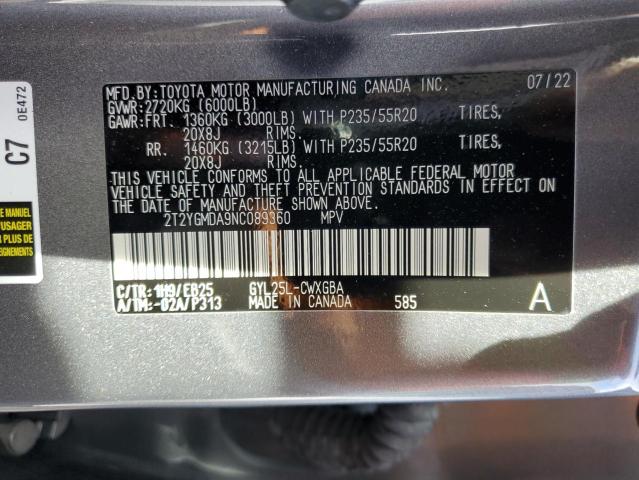 MFD.BY:TOYOTA MOTOR MANUFACTURING CANADA INC. 07/22
GVWR:2720KG (6000LB)
GAWR:FRT. 1360KG (3000LB) WITH P235/55R20 TIRES,
20X8J RIMS.
RR. 1460KG (3215LB) WITH P235/55R20 TIRES,
20X8J RIMS.
THIS VEHICLE CONFORMS TO ALL APPLICABLE FEDERAL MOTOR
VEHICLE SAFETY AND THEFT PREVENTION STANDARDS IN EFFECT ON
THE DATE OF MANUFACTURE SHOWN ABOVE.
2T2YGMDA9NC089360 MPV
C/TR: 1H9/EB25 GYL25L-CWXGBA
A/TM: -02A/P313 MADE IN CANADA 585 A
C7 0E472
E MANUEL
'USAGER
R PLUS DE
EIGNEMENTS